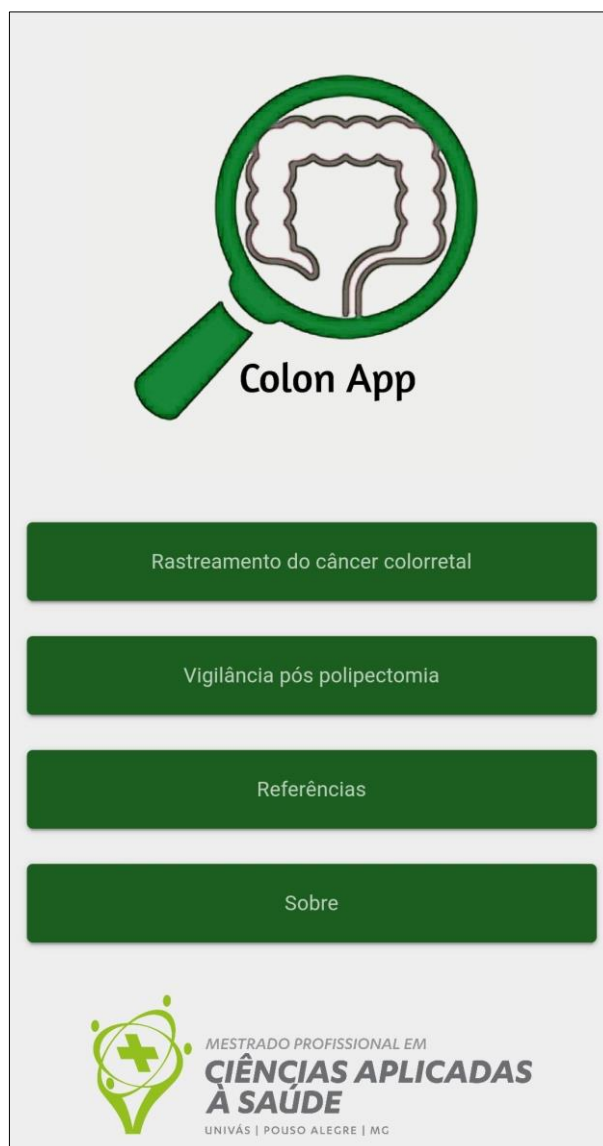 Colon App
Rastreamento do câncer colorretal
Vigilância pós polipectomia
Referências
Sobre
MESTRADO PROFISSIONAL EM
CIÊNCIAS APLICADAS
À SAÚDE
UNIVÁS | POUSO ALEGRE | MG